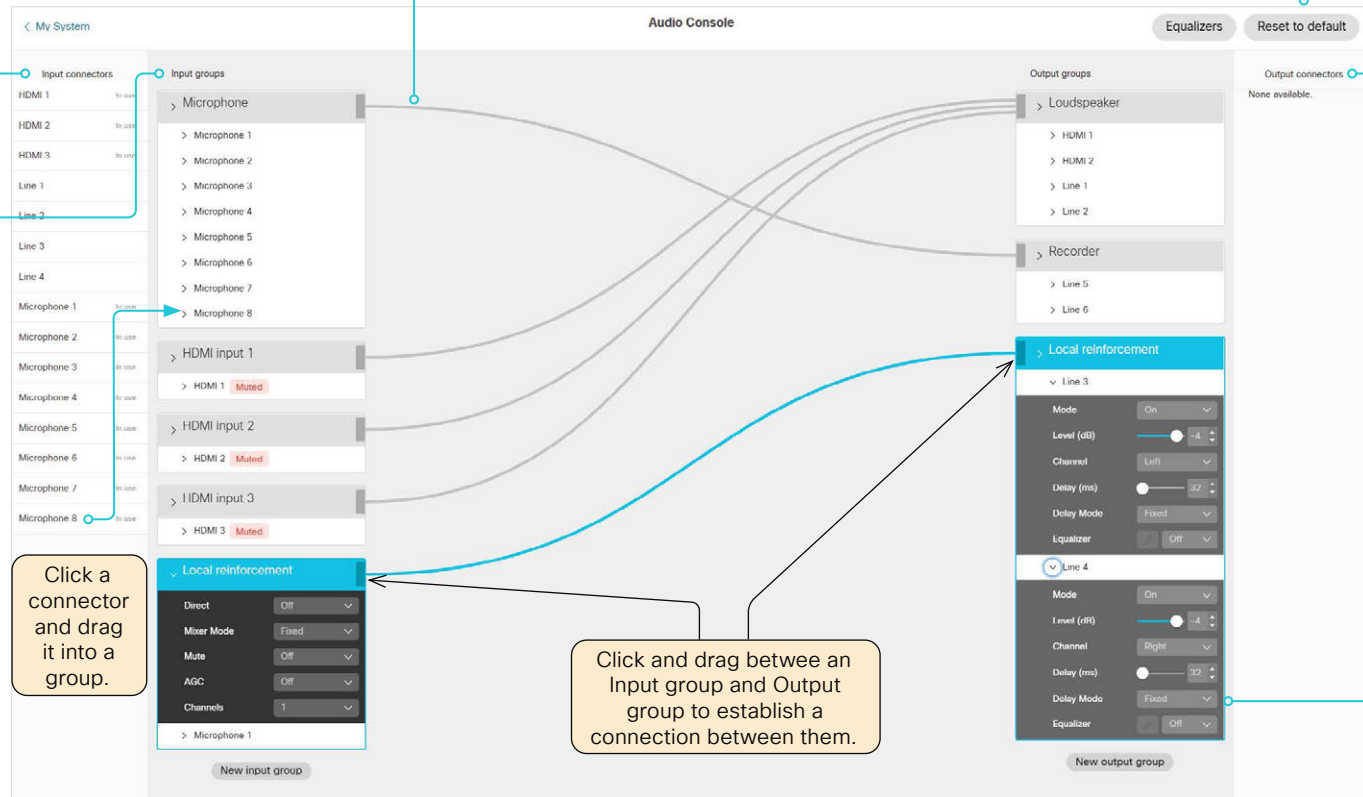 My System
Audio Console
Equalizers
Reset to default
Input connectors
HDMI 1 In use
HDMI 2 In use
HDMI 3 In use
Line 1
Line 2
Line 3
Line 4
Microphone 1 In use
Microphone 2 In use
Microphone 3 In use
Microphone 4 In use
Microphone 5 In use
Microphone 6 In use
Microphone 7 In use
Microphone 8 In use
Click a
connector
and drag
it into a
group.
Input groups
Microphone
Microphone 1
Microphone 2
Microphone 3
Microphone 4
Microphone 5
Microphone 6
Microphone 7
Microphone 8
HDMI input 1
HDMI 1 Muted
HDMI input 2
HDMI 2 Muted
HDMI input 3
HDMI 3 Muted
Local reinforcement
Direct Off
Mixer Mode Fixed
Mute Off
AGC Off
Channels 1
Microphone 1
New input group
Click and drag betwee an
Input group and Output
group to establish a
connection between them.
Output groups
Loudspeaker
HDMI 1
HDMI 2
Line 1
Line 2
Recorder
Line 5
Line 6
Local reinforcement
Line 3
Mode On
Level (dB) -4
Channel Left
Delay (ms) 32
Delay Mode Fixed
Equalizer Off
Line 4
Mode On
Level (dB) -4
Channel Right
Delay (ms) 32
Delay Mode Fixed
Equalizer Off
New output group
Output connectors
None available.